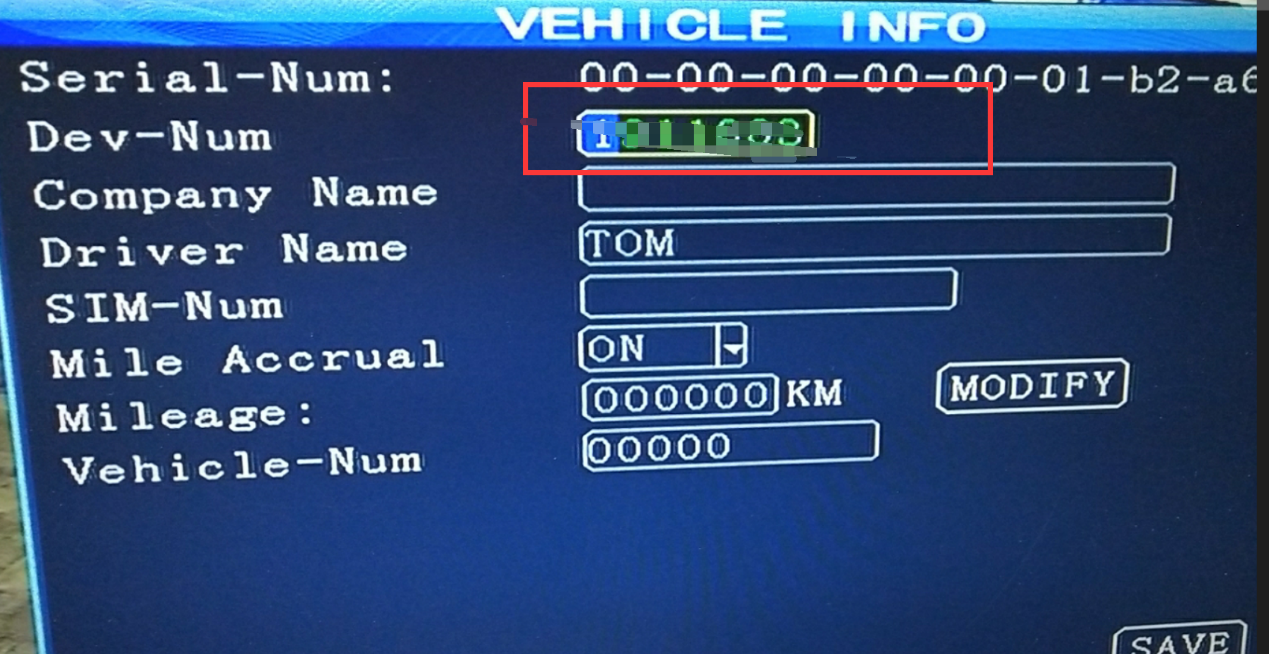 VEHICLE INFO
Serial-Num: 00-00-00-00-00-01-b2-a6
Dev-Num
Company Name
Driver Name TOM
SIM-Num
Mile Accrual ON
Mileage: 000000 KM MODIFY
Vehicle-Num 00000
SAVE